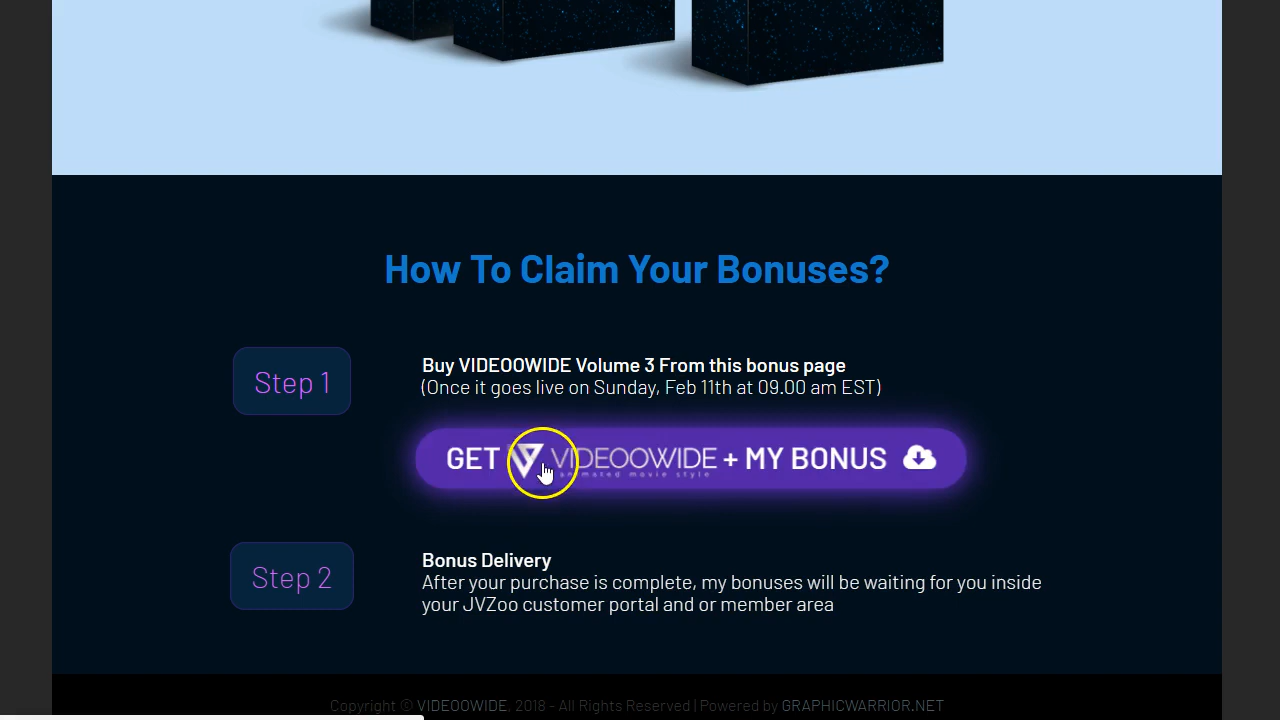 How To Claim Your Bonuses?
Step 1
Buy VIDEOOWIDE Volume 3 From this bonus page
(Once it goes live on Sunday, Feb 11th at 09.00 am EST)
GET VIDEOOWIDE + MY BONUS
animated movie style
Step 2
Bonus Delivery
After your purchase is complete, my bonuses will be waiting for you inside
your JVZoo customer portal and or member area
Copyright © VIDEOOWIDE, 2018 - All Rights Reserved | Powered by GRAPHICWARRIOR.NET